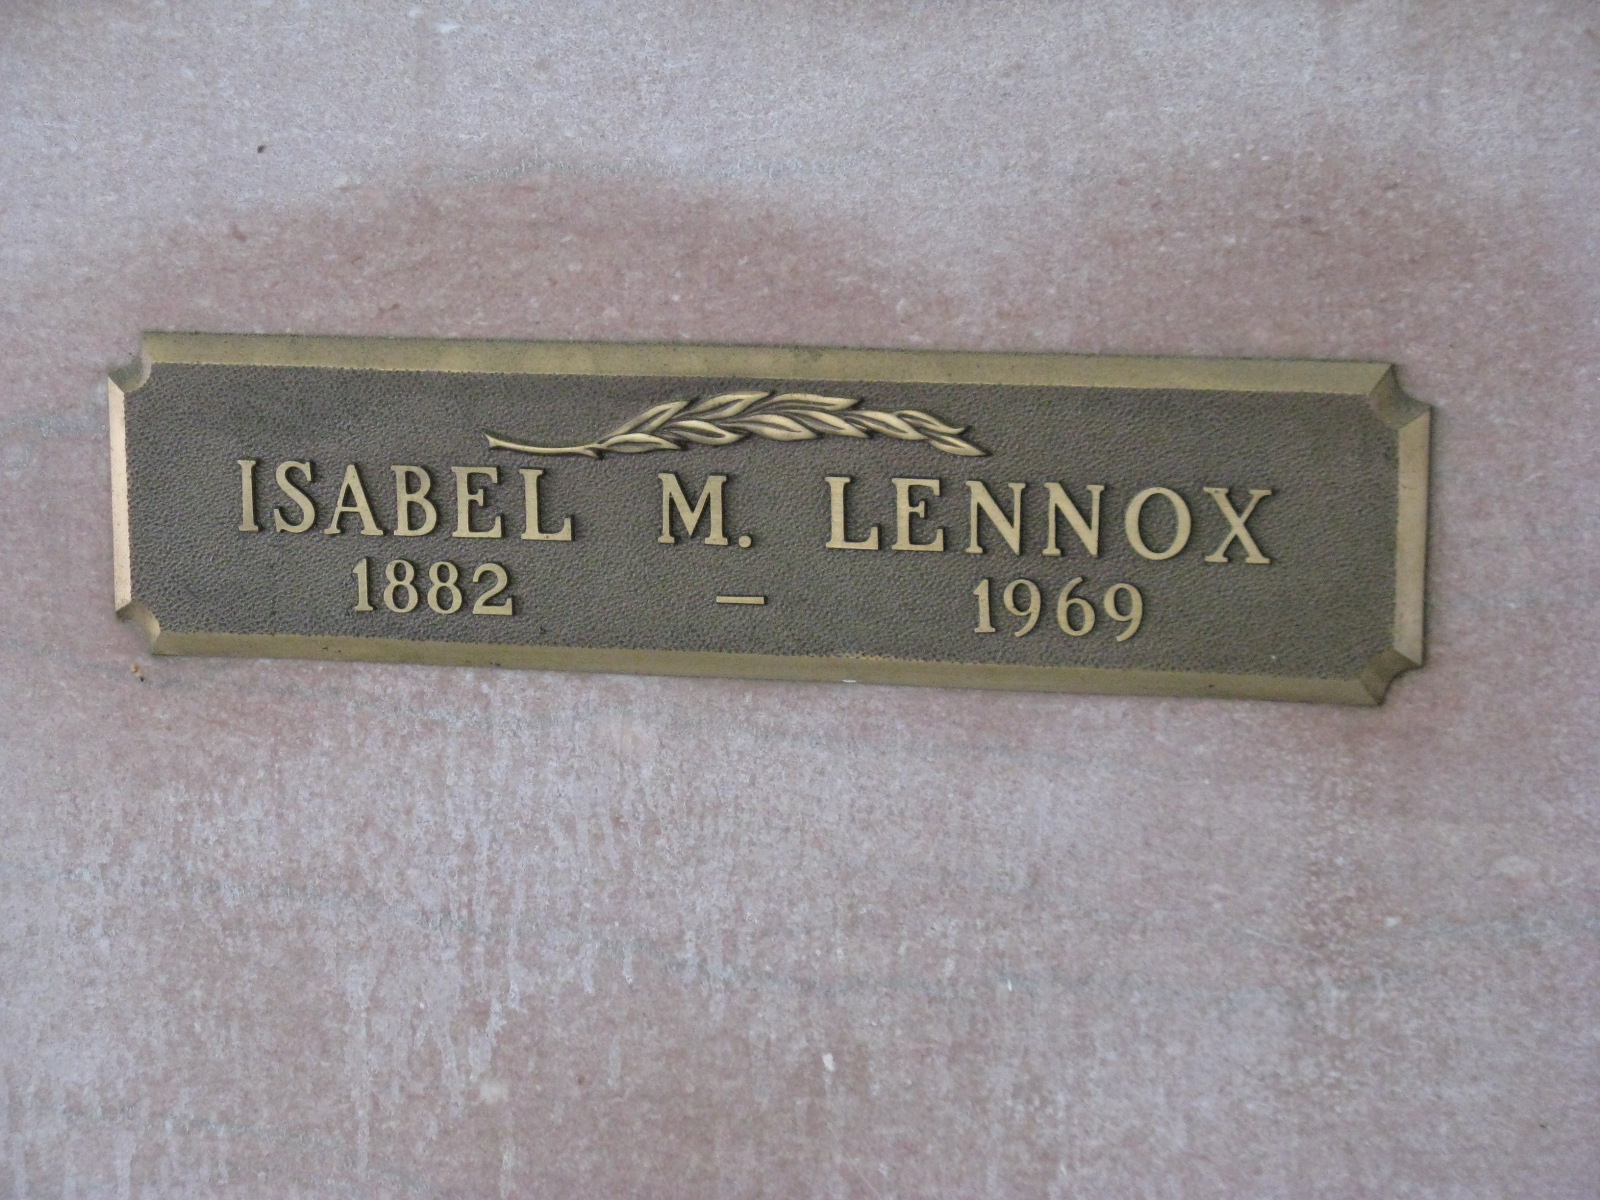 ISABEL M. LENNOX
1882 – 1969